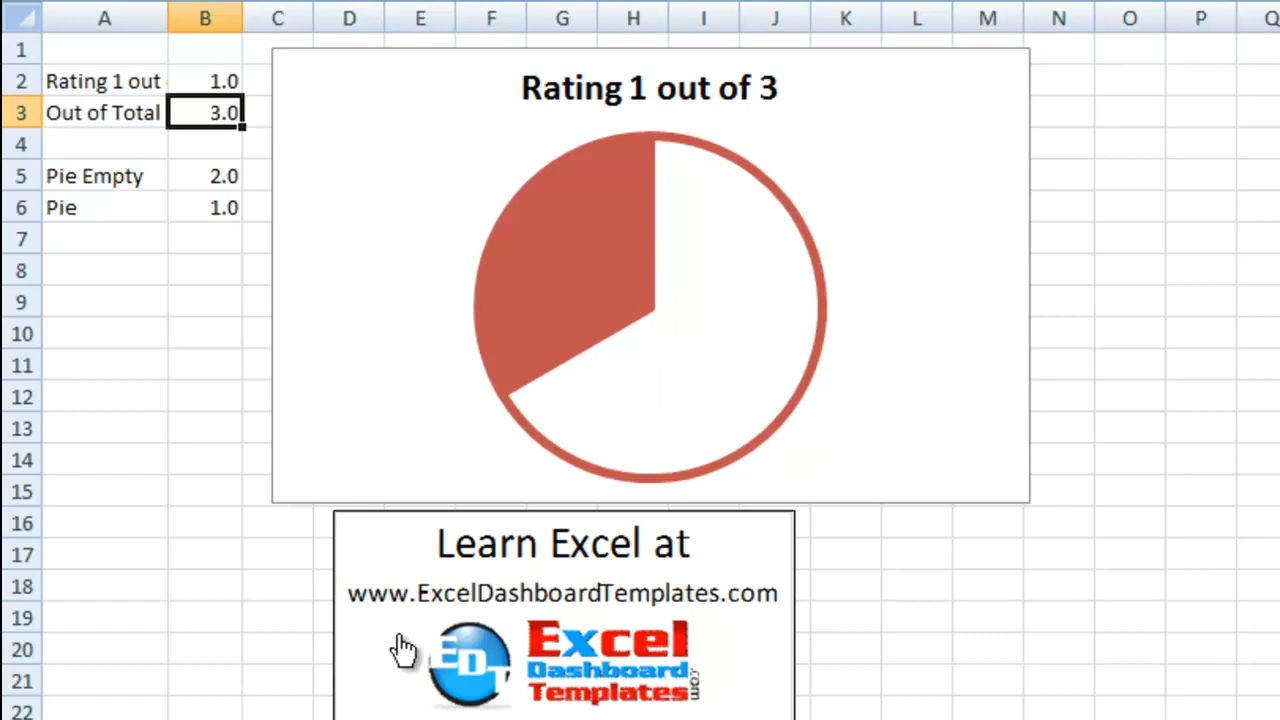 A B C D E F G H I J K L M N O P Q
1
2 Rating 1 out 1.0
3 Out of Total 3.0
4
5 Pie Empty 2.0
6 Pie 1.0
7
8
9
10
11
12
13
14
15
16
17
18
19
20
21
22
Rating 1 out of 3
Learn Excel at
www.ExcelDashboardTemplates.com
EDT
Excel
Dashboard
Templates
.com